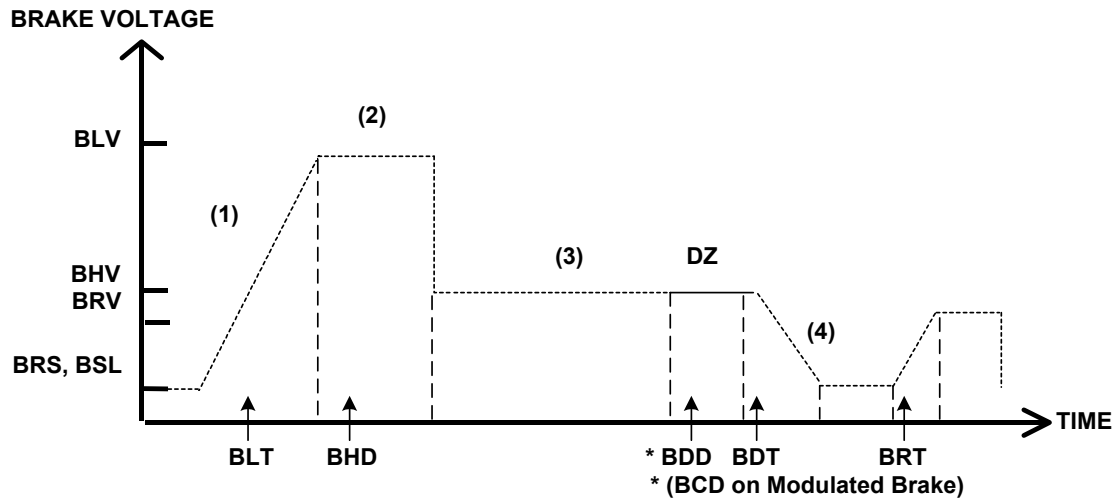 BRAKE VOLTAGE
(2)
BLV
(1)
BHV
(3)
DZ
BRV
(4)
BRS, BSL
TIME
BLT
BHD
* BDD
BDT
BRT
* (BCD on Modulated Brake)